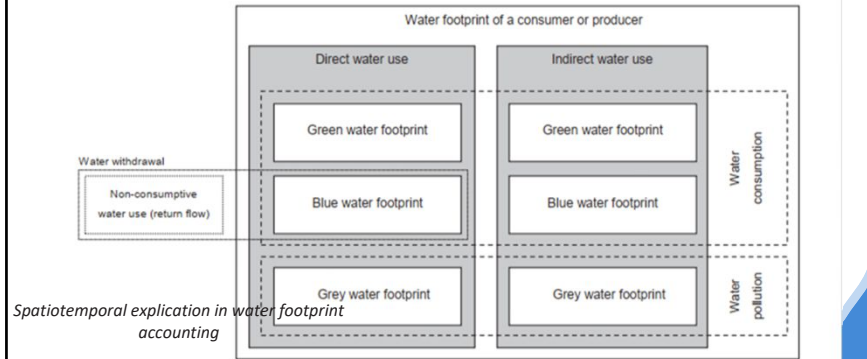 Water footprint of a consumer or producer
Direct water use
Indirect water use
Green water footprint
Green water footprint
Water withdrawal
Non-consumptive
water use (return flow)
Blue water footprint
Blue water footprint
Water
consumption
Grey water footprint
Grey water footprint
Water
pollution
Spatiotemporal explication in water footprint
accounting